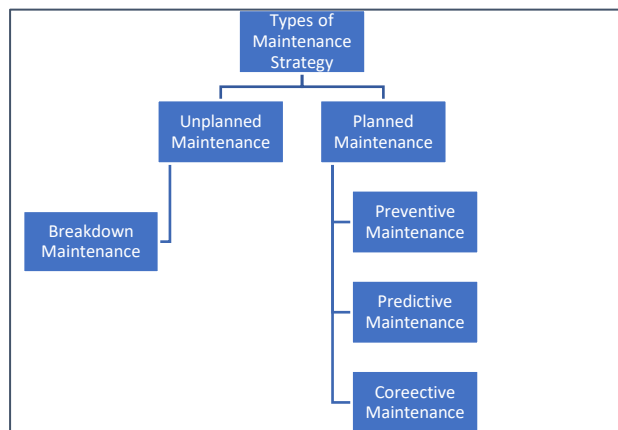 Types of
Maintenance
Strategy
Unplanned
Maintenance
Planned
Maintenance
Breakdown
Maintenance
Preventive
Maintenance
Predictive
Maintenance
Coreective
Maintenance